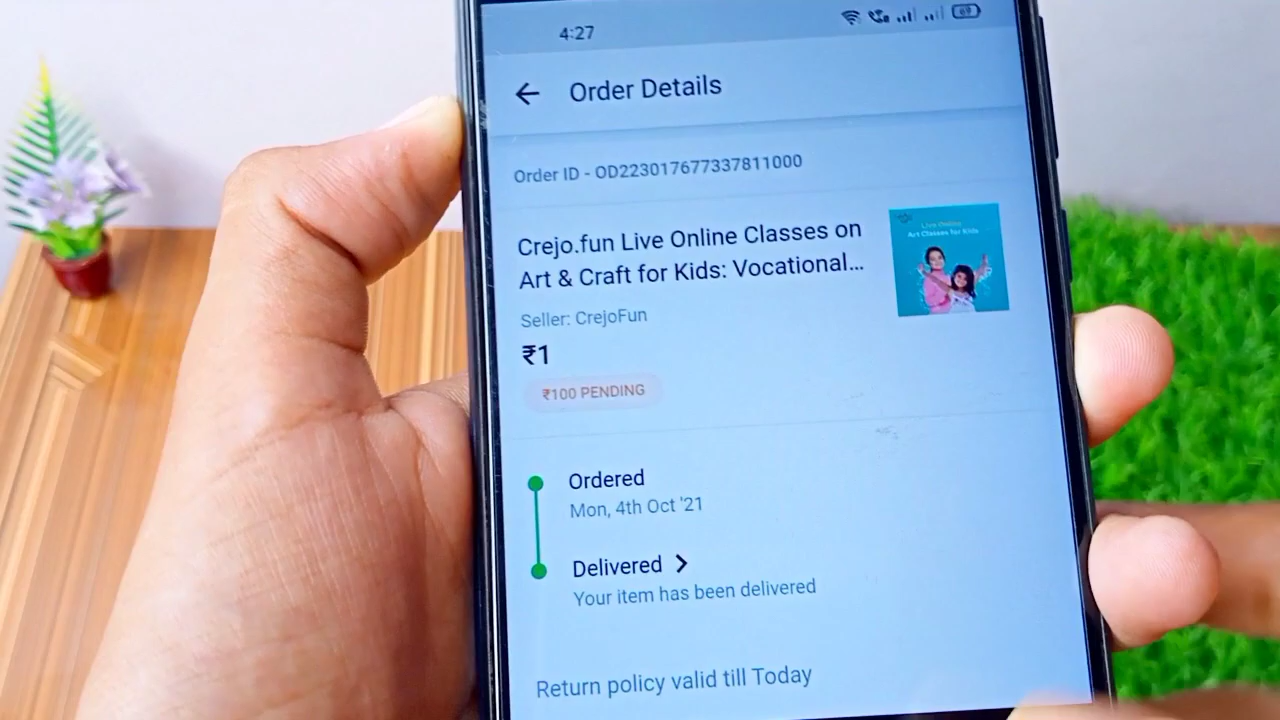 4:27
69
Order Details
Order ID - OD223017677337811000
Crejo.fun Live Online Classes on
Art & Craft for Kids: Vocational...
Live Online
Art Classes for Kids
Seller: CrejoFun
₹1
₹100 PENDING
Ordered
Mon, 4th Oct '21
Delivered
Your item has been delivered
Return policy valid till Today